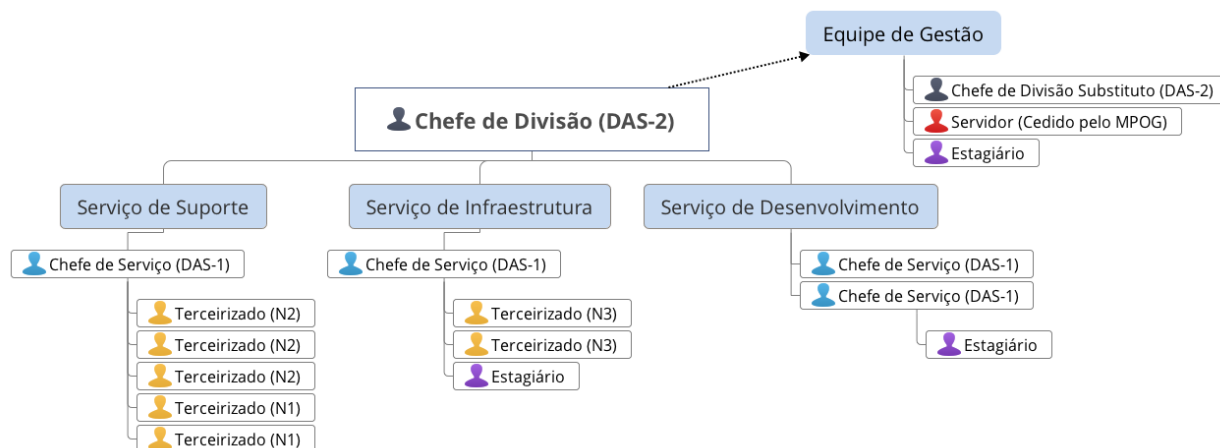 Equipe de Gestão
Chefe de Divisão Substituto (DAS-2)
Servidor (Cedido pelo MPOG)
Estagiário
Chefe de Divisão (DAS-2)
Serviço de Suporte
Chefe de Serviço (DAS-1)
Terceirizado (N2)
Terceirizado (N2)
Terceirizado (N2)
Terceirizado (N1)
Terceirizado (N1)
Serviço de Infraestrutura
Chefe de Serviço (DAS-1)
Terceirizado (N3)
Terceirizado (N3)
Estagiário
Serviço de Desenvolvimento
Chefe de Serviço (DAS-1)
Chefe de Serviço (DAS-1)
Estagiário